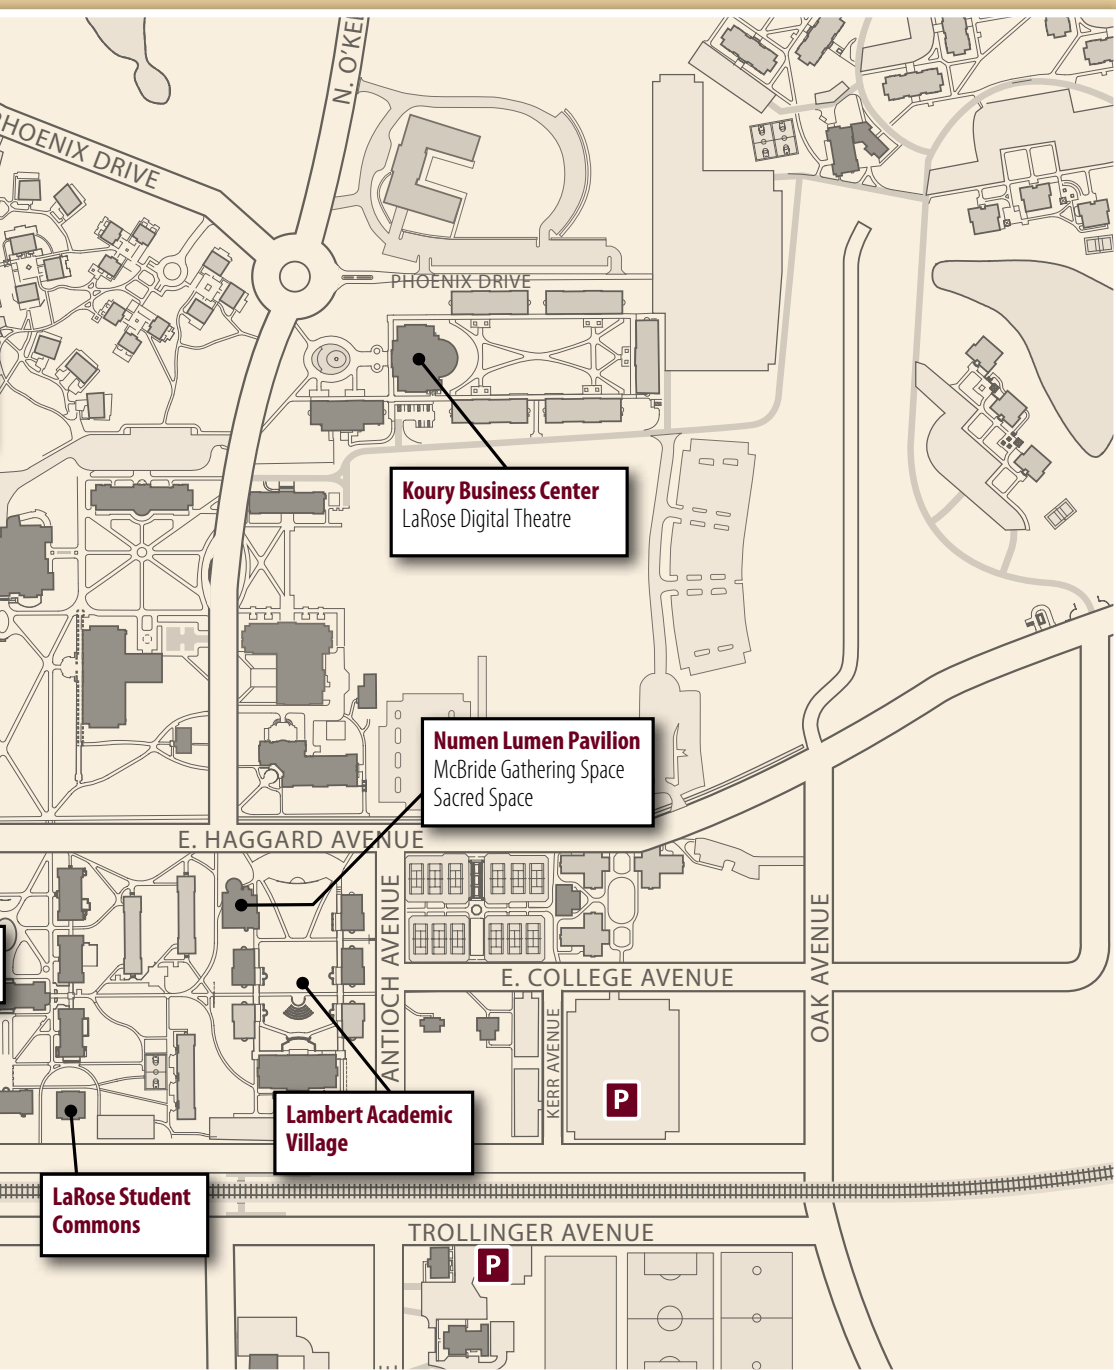 N. O'KE
PHOENIX DRIVE
PHOENIX DRIVE
Koury Business Center
LaRose Digital Theatre
Numen Lumen Pavilion
McBride Gathering Space
Sacred Space
E. HAGGARD AVENUE
ANTIOCH AVENUE
E. COLLEGE AVENUE
OAK AVENUE
KERR AVENUE
P
Lambert Academic
Village
LaRose Student
Commons
TROLLINGER AVENUE
P